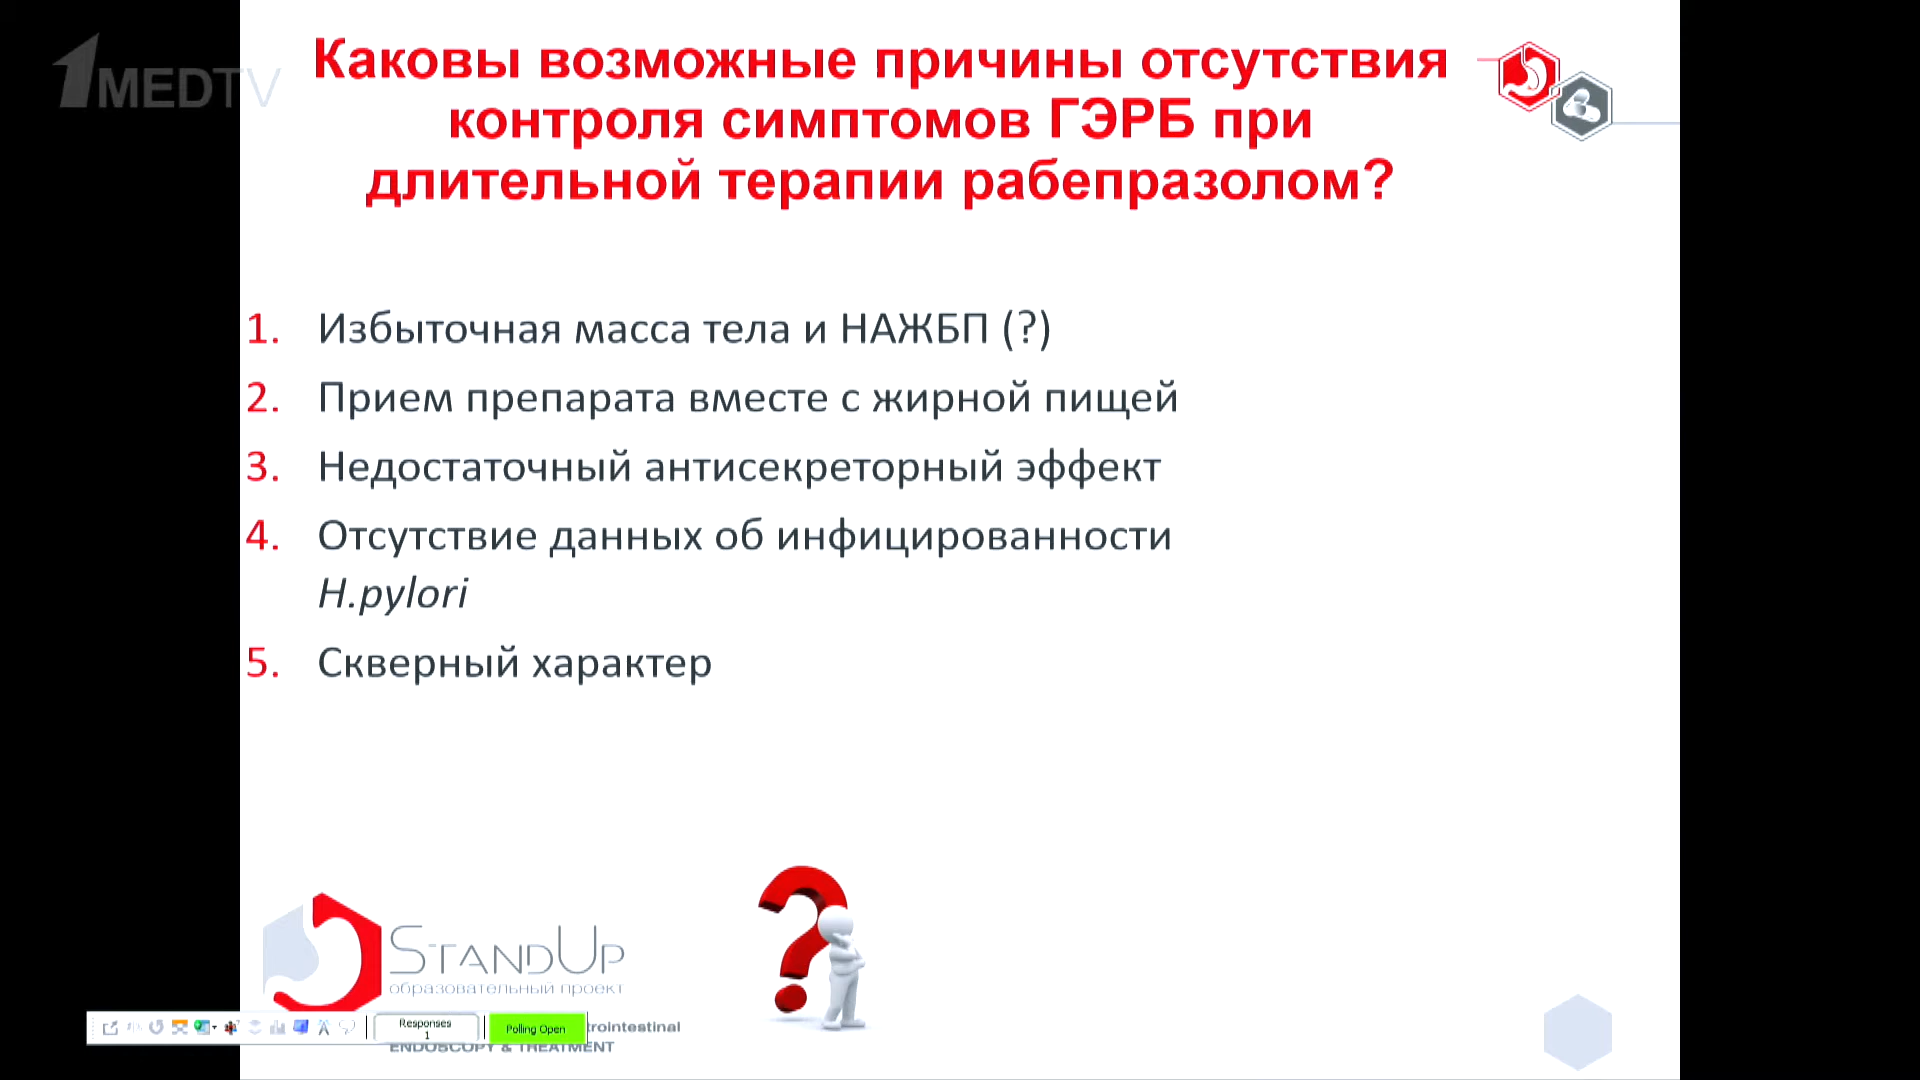 1MEDTV
Каковы возможные причины отсутствия
контроля симптомов ГЭРБ при
длительной терапии рабепразолом?
1. Избыточная масса тела и НАЖБП (?)
2. Прием препарата вместе с жирной пищей
3. Недостаточный антисекреторный эффект
4. Отсутствие данных об инфицированности
H.pylori
5. Скверный характер
STANDUP
образовательный проект
Responses
1
Polling Open
trointestinal
ENDOSCOPY & TREATMENT